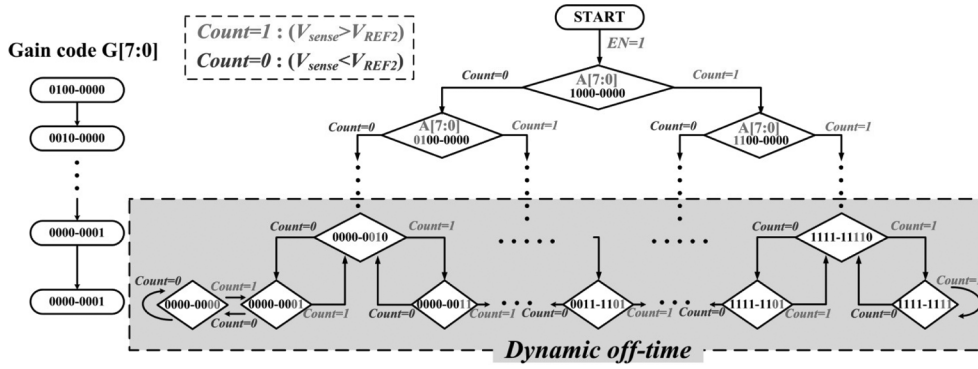 START
Count=1 : (Vsense>VREF2)
Count=0 : (Vsense<VREF2)
EN=1
Gain code G[7:0]
Count=0
A[7:0]
1000-0000
Count=1
0100-0000
Count=0
A[7:0]
0100-0000
Count=1
Count=0
A[7:0]
1100-0000
Count=1
0010-0000
0000-0001
Count=0
0000-0010
Count=1
Count=0
1111-1110
Count=1
Count=0
0000-0000
Count=1
Count=0
0000-0001
Count=1
Count=0
0000-0011
Count=1
Count=0
0011-1101
Count=1
Count=0
1111-1101
Count=1
Count=0
1111-1111
Count=1
0000-0001
Dynamic off-time